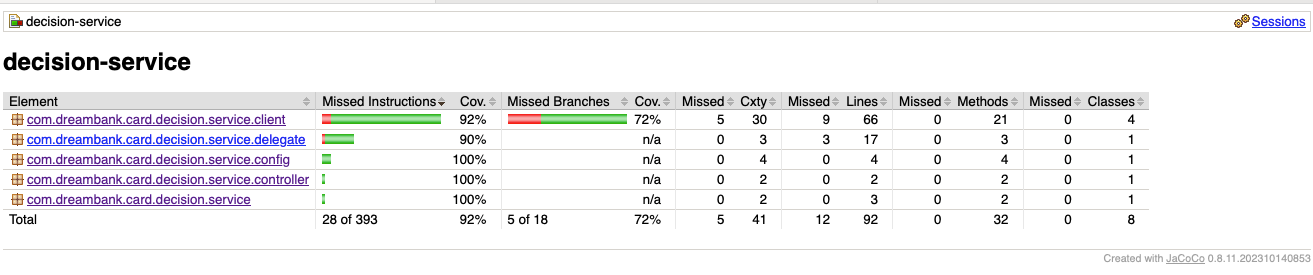 decision-service Sessions
decision-service
Element Missed Instructions Cov. Missed Branches Cov. Missed Cxty Missed Lines Missed Methods Missed Classes
com.dreambank.card.decision.service.client 92% 72% 5 30 9 66 0 21 0 4
com.dreambank.card.decision.service.delegate 90% n/a 0 3 3 17 0 3 0 1
com.dreambank.card.decision.service.config 100% n/a 0 4 0 4 0 4 0 1
com.dreambank.card.decision.service.controller 100% n/a 0 2 0 2 0 2 0 1
com.dreambank.card.decision.service 100% n/a 0 2 0 3 0 2 0 1
Total 28 of 393 92% 5 of 18 72% 5 41 12 92 0 32 0 8
Created with JaCoCo 0.8.11.202310140853